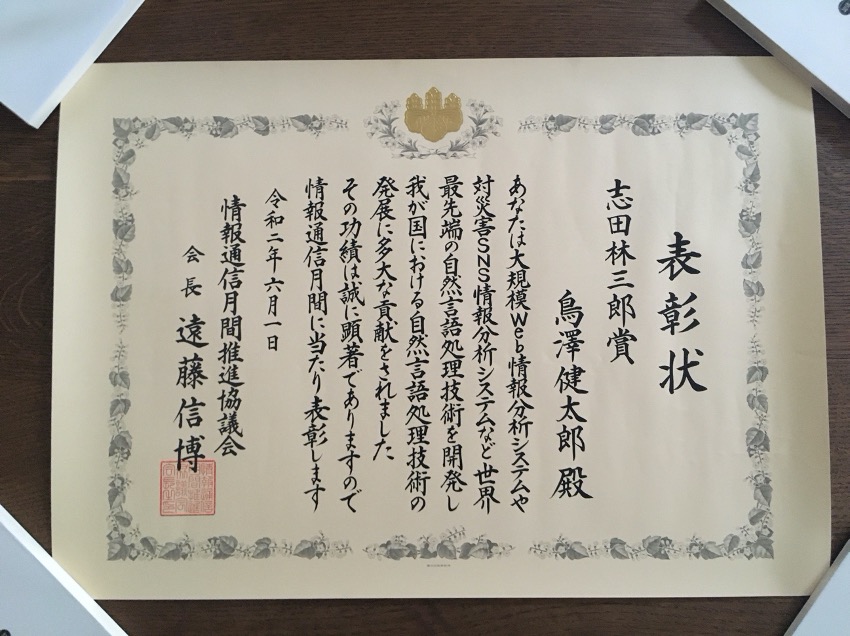 表彰状
志田林三郎賞
鳥澤健太郎殿
あなたは大規模Web情報分析システムや
対災害SNS情報分析システムなど世界
最先端の自然言語処理技術を開発し
我が国における自然言語処理技術の
発展に多大な貢献をされました
その功績は誠に顕著でありますので
情報通信月間に当たり表彰します
令和二年六月一日
情報通信月間推進協議会
会長 遠藤信博